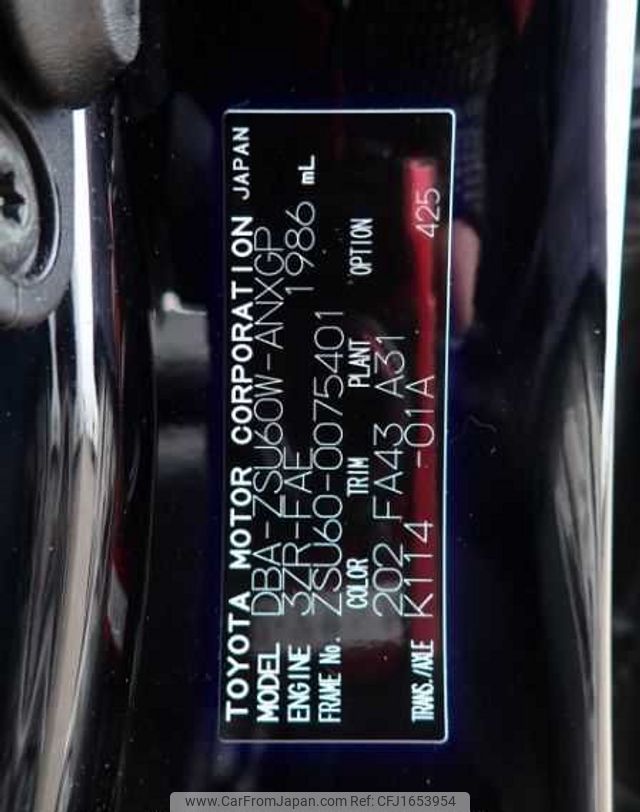 TOYOTA MOTOR CORPORATION JAPAN
MODEL DBA-ZSU60W-ANXGP
ENGINE 3ZR-FAE 1986 mL
FRAME No. ZSU60-0075401
COLOR TRIM PLANT OPTION
202 FA43 A31
TRANS./AXLE K114 -01A 425
www.CarFromJapan.com Ref: CFJ1653954